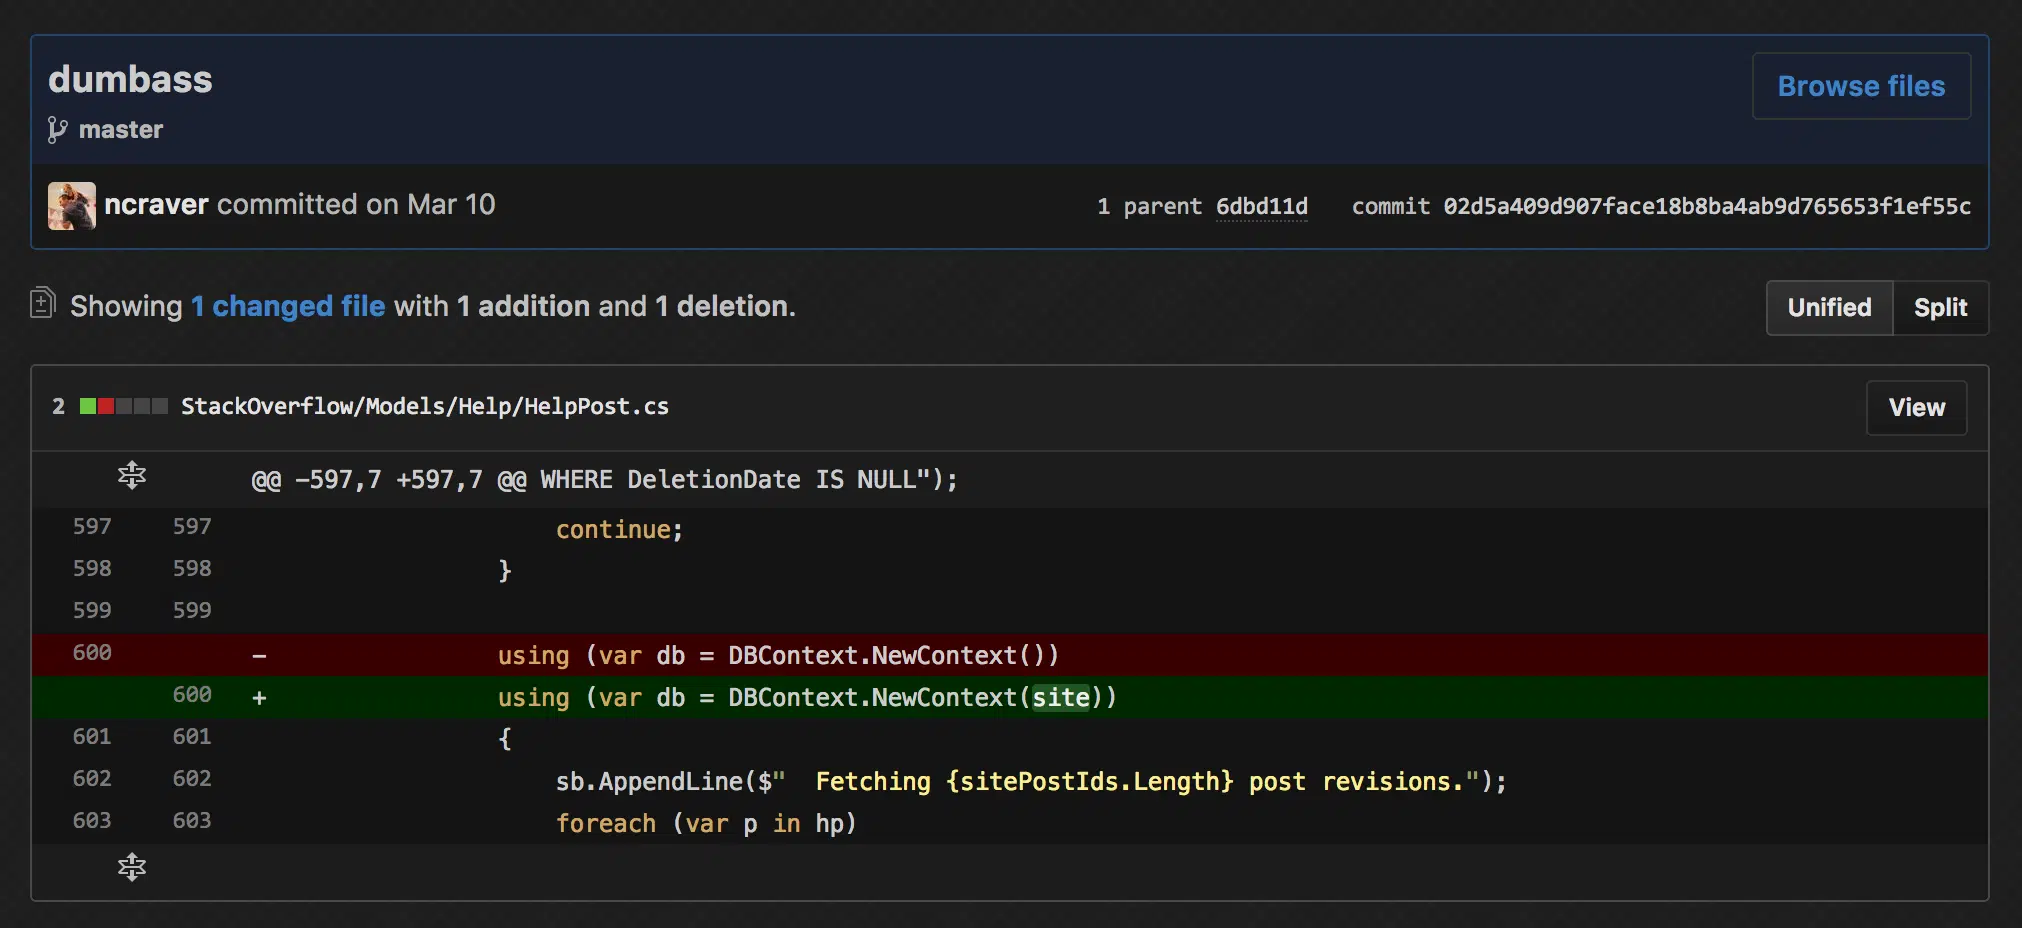 dumbass
Browse files
master
ncraver committed on Mar 10
1 parent 6dbd11d commit 02d5a409d907face18b8ba4ab9d765653f1ef55c
Showing 1 changed file with 1 addition and 1 deletion.
Unified Split
2 StackOverflow/Models/Help/HelpPost.cs
View
@@ -597,7 +597,7 @@ WHERE DeletionDate IS NULL");
597 597 continue;
598 598 }
599 599
600 - using (var db = DBContext.NewContext())
600 + using (var db = DBContext.NewContext(site))
601 601 {
602 602 sb.AppendLine($"  Fetching {sitePostIds.Length} post revisions.");
603 603 foreach (var p in hp)